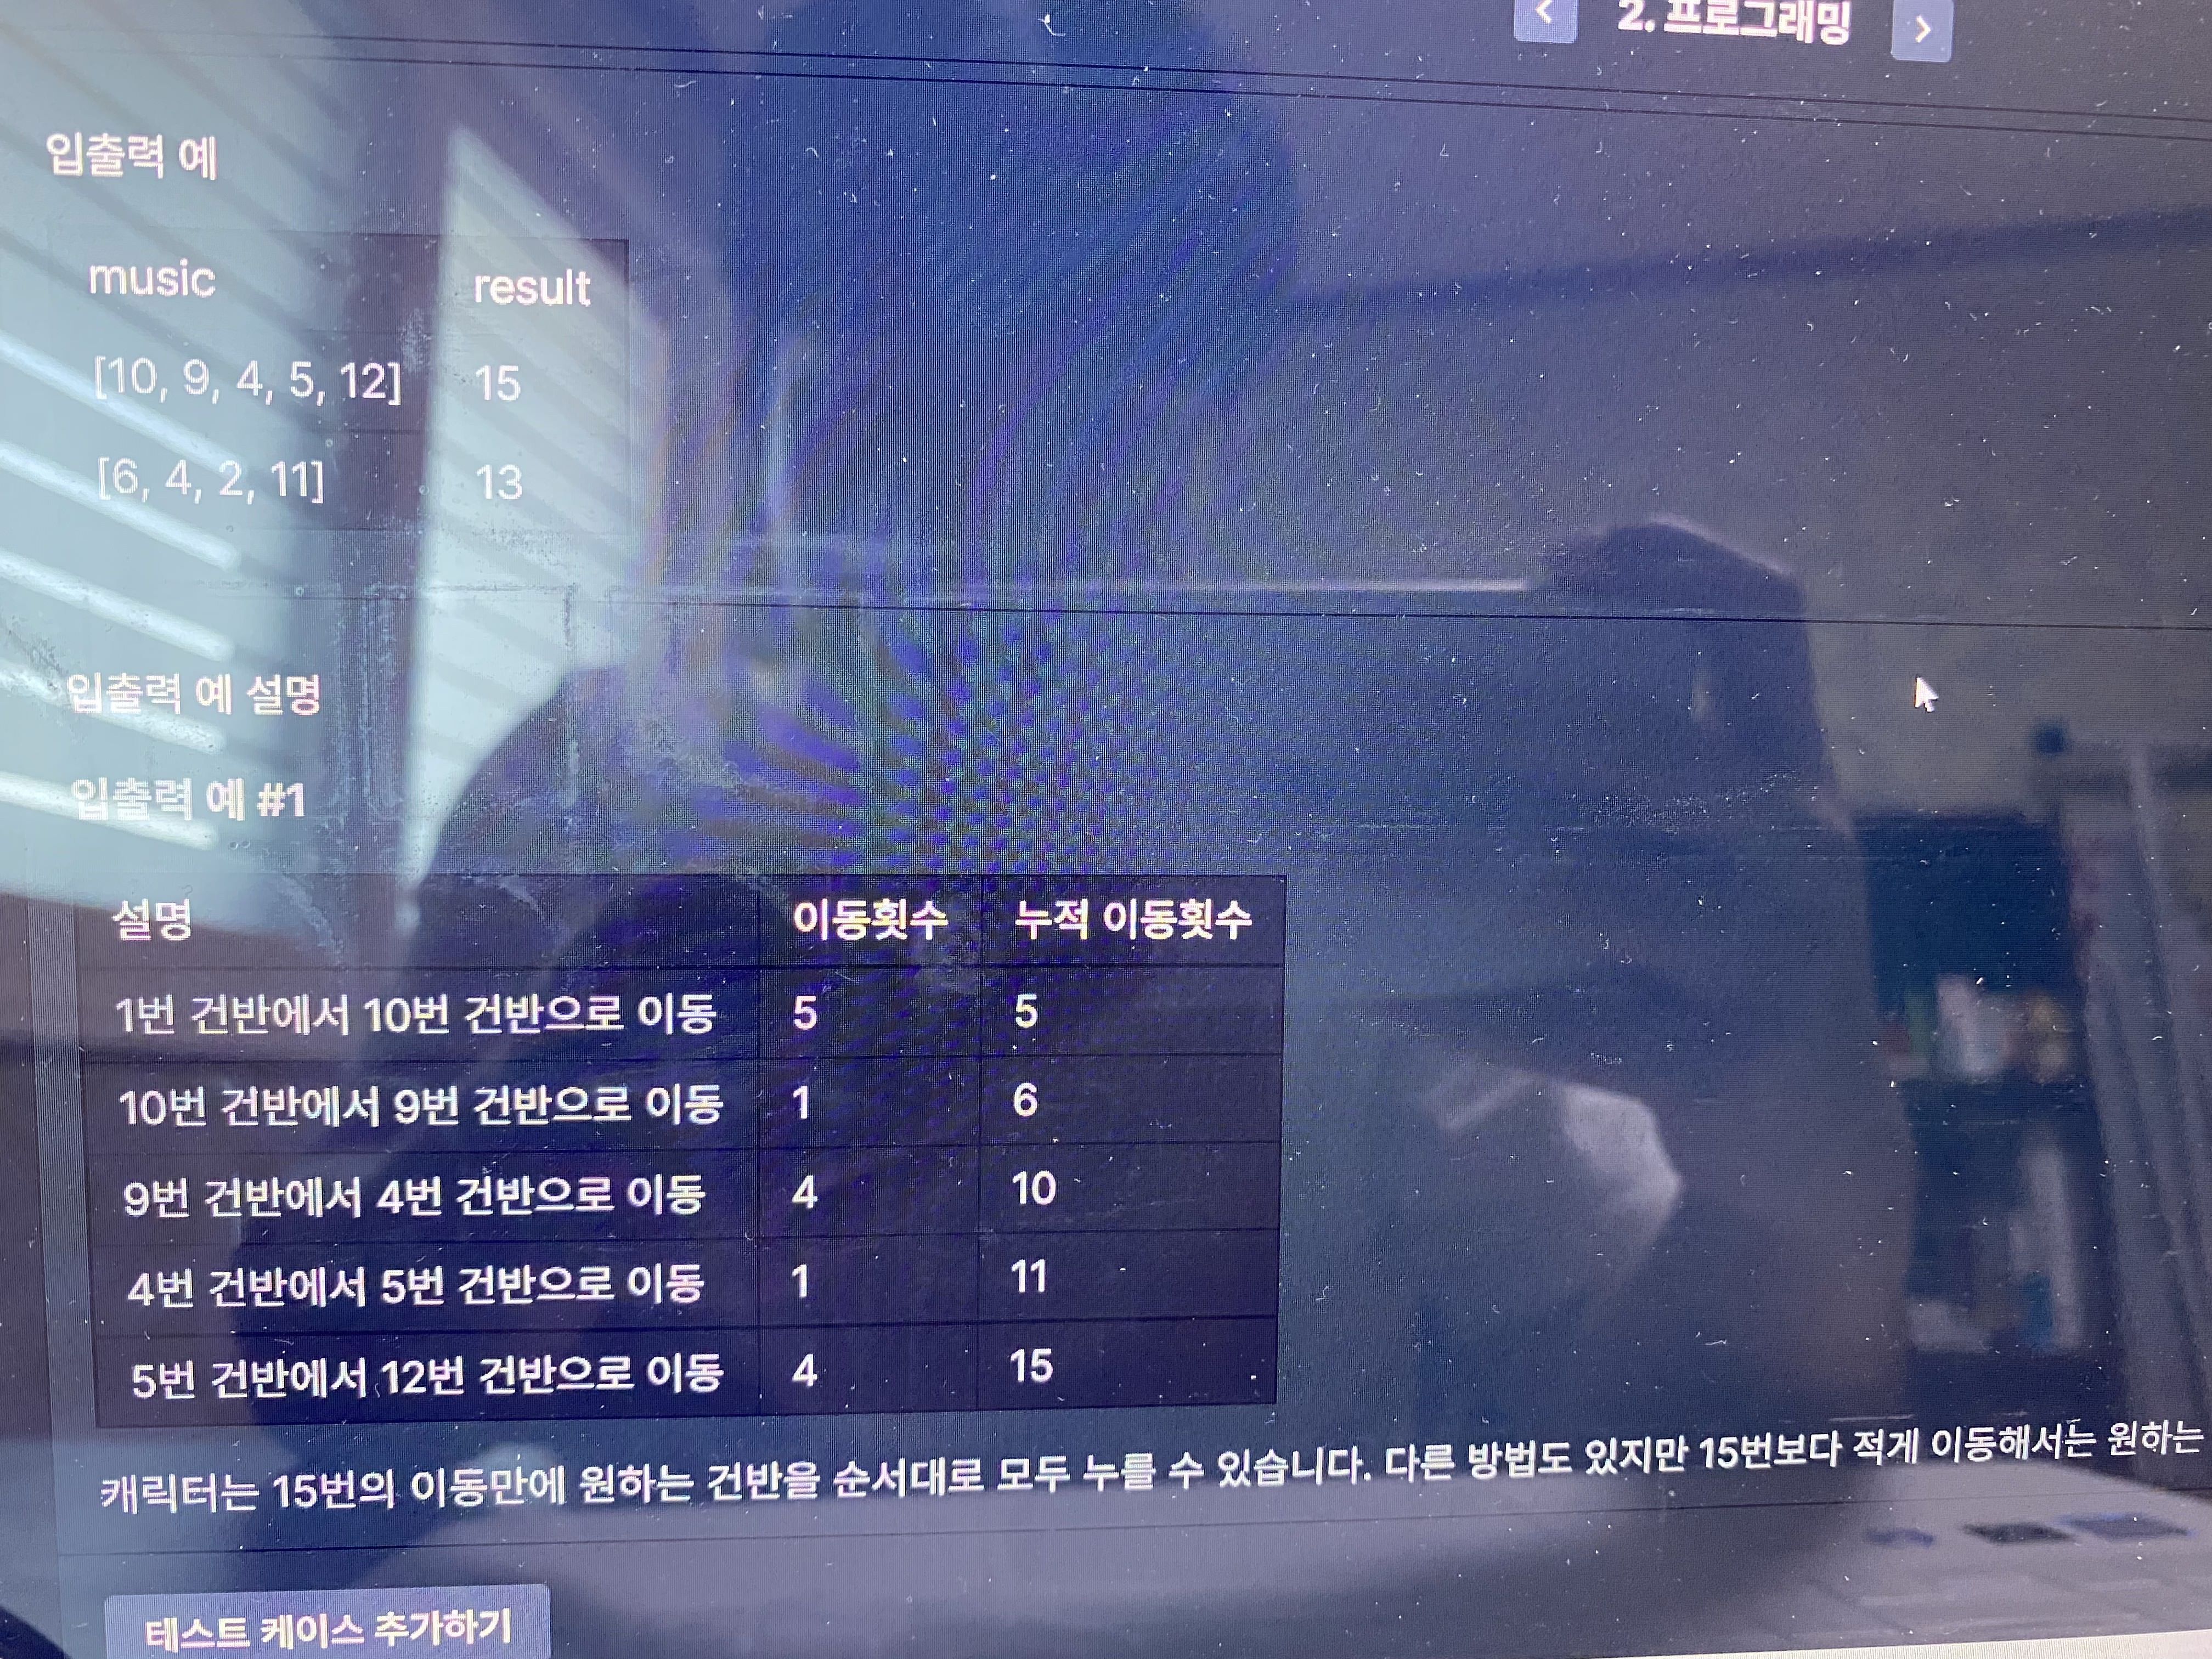 2. 프로그래밍
입출력 예
music result
[10, 9, 4, 5, 12] 15
[6, 4, 2, 11] 13
입출력 예 설명
입출력 예 #1
설명 이동횟수 누적 이동횟수
1번 건반에서 10번 건반으로 이동 5 5
10번 건반에서 9번 건반으로 이동 1 6
9번 건반에서 4번 건반으로 이동 4 10
4번 건반에서 5번 건반으로 이동 1 11
5번 건반에서 12번 건반으로 이동 4 15
캐릭터는 15번의 이동만에 원하는 건반을 순서대로 모두 누를 수 있습니다. 다른 방법도 있지만 15번보다 적게 이동해서는 원하는
테스트 케이스 추가하기